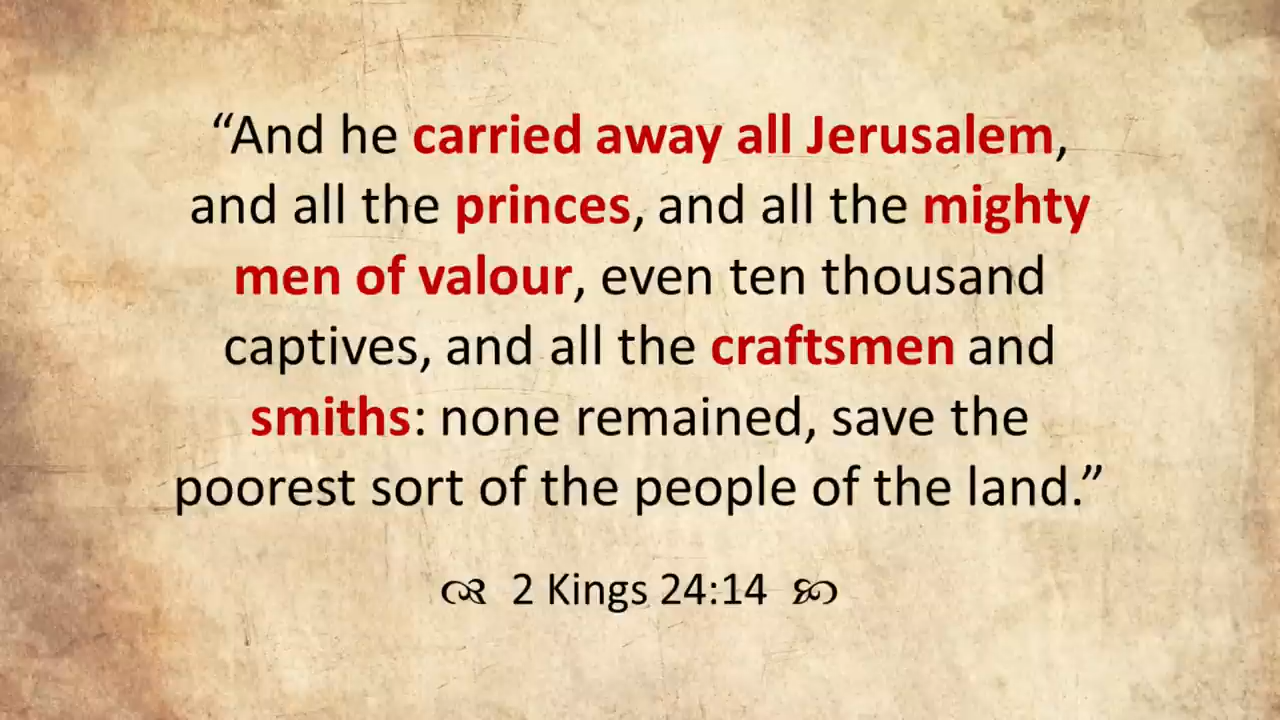 “And he carried away all Jerusalem,
and all the princes, and all the mighty
men of valour, even ten thousand
captives, and all the craftsmen and
smiths: none remained, save the
poorest sort of the people of the land.”
2 Kings 24:14